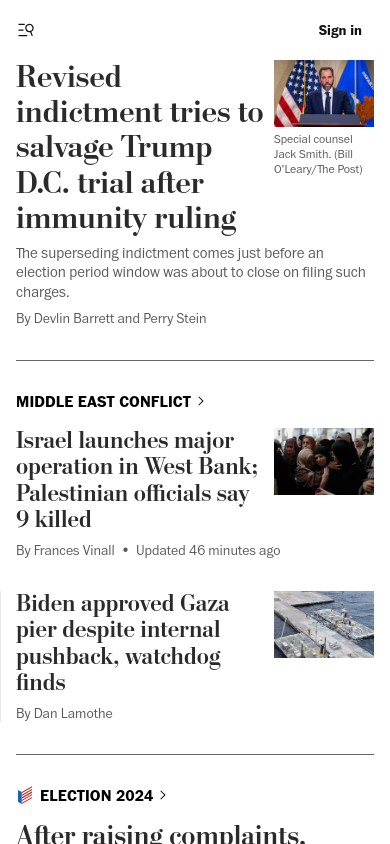 Sign in
Revised
indictment tries to
salvage Trump
D.C. trial after
immunity ruling
Special counsel
Jack Smith. (Bill
O'Leary/The Post)
The superseding indictment comes just before an
election period window was about to close on filing such
charges.
By Devlin Barrett and Perry Stein
MIDDLE EAST CONFLICT
Israel launches major
operation in West Bank;
Palestinian officials say
9 killed
By Frances Vinall • Updated 46 minutes ago
Biden approved Gaza
pier despite internal
pushback, watchdog
finds
By Dan Lamothe
ELECTION 2024
After raising complaints,